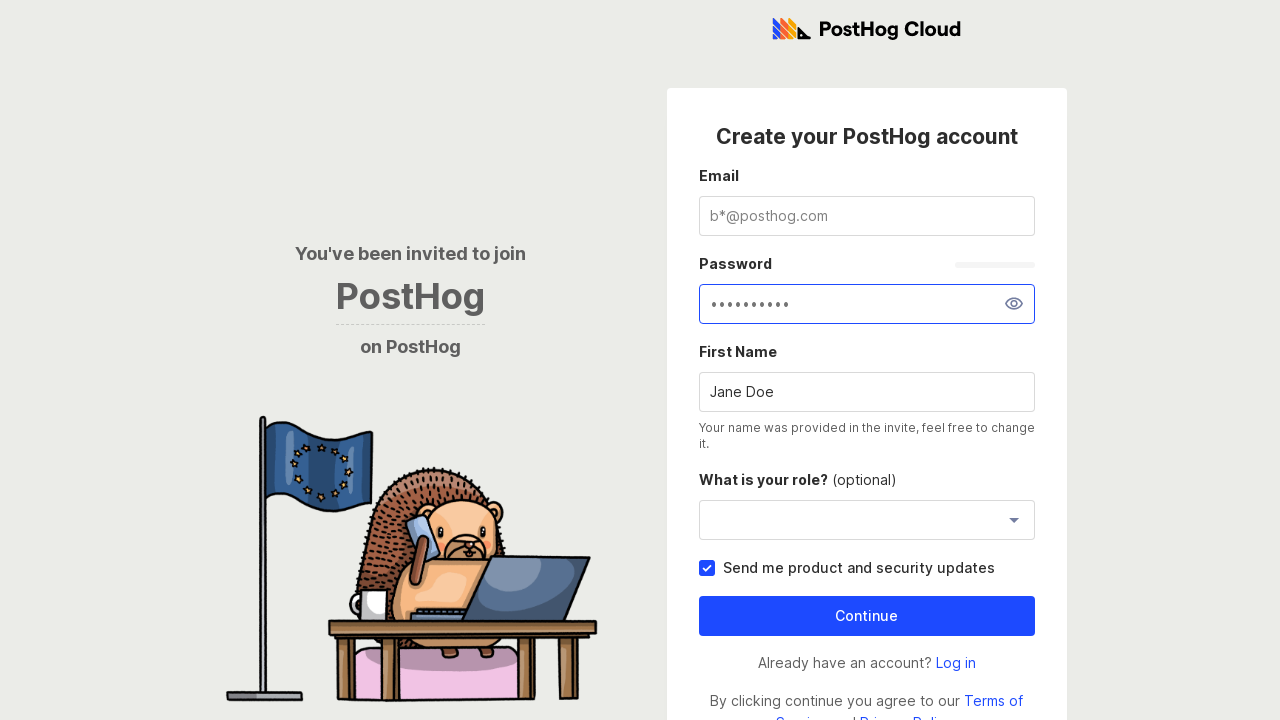 PostHog Cloud
You've been invited to join
PostHog
on PostHog
Create your PostHog account
Email
b*@posthog.com
Password
••••••••••
First Name
Jane Doe
Your name was provided in the invite, feel free to change
it.
What is your role? (optional)
Send me product and security updates
Continue
Already have an account? Log in
By clicking continue you agree to our Terms of